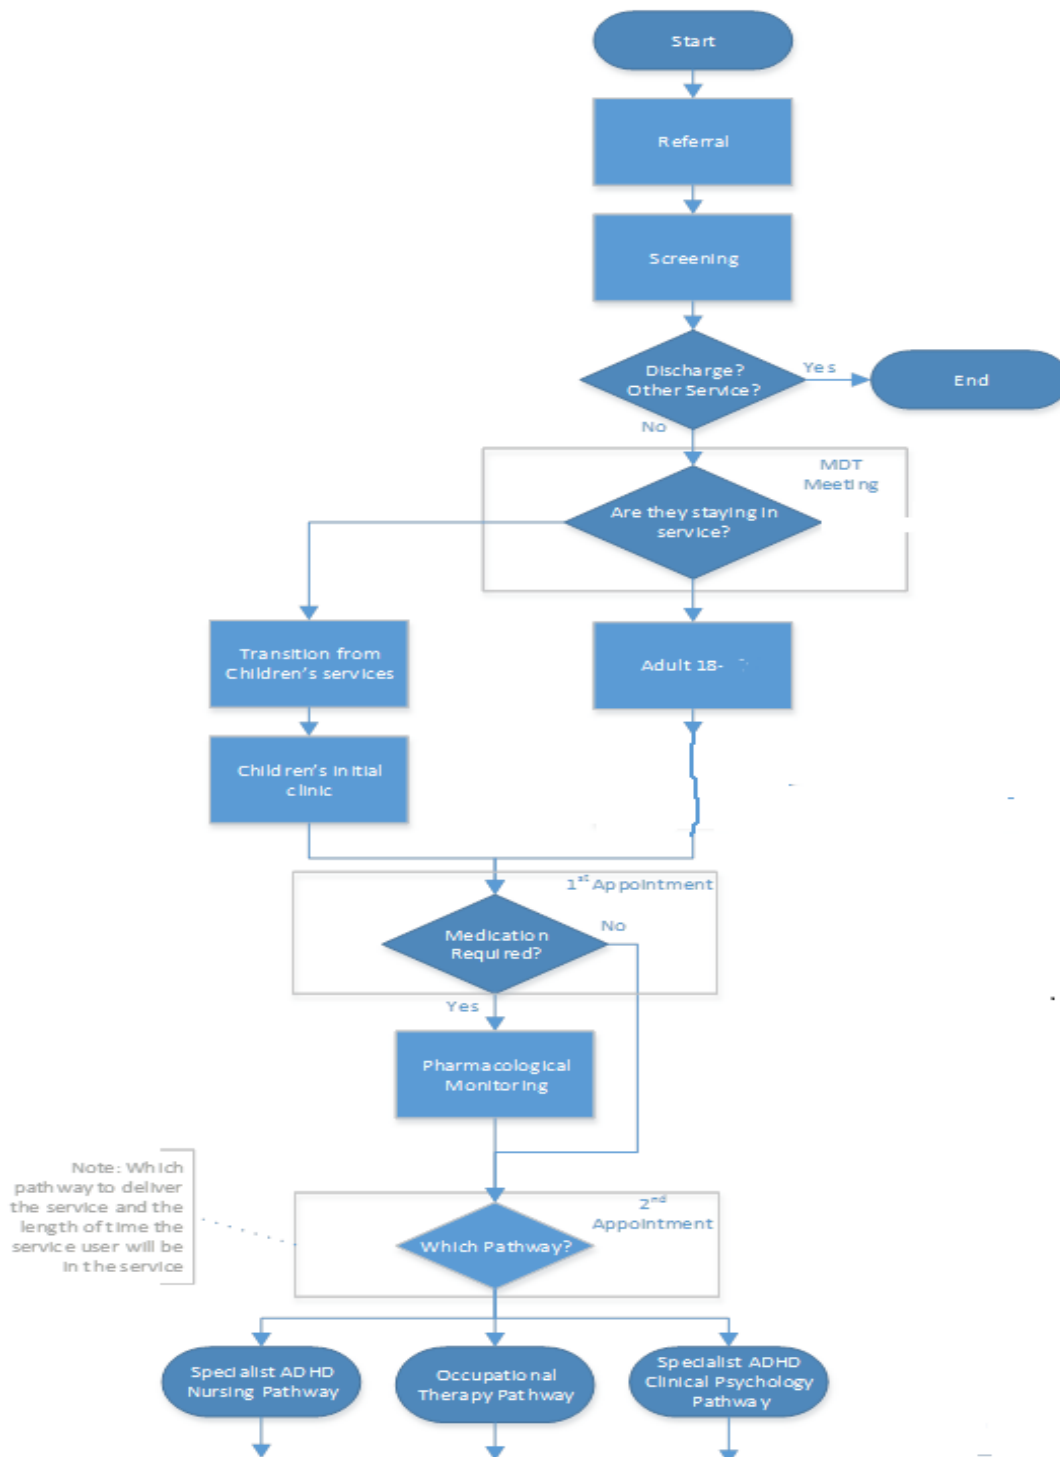 Start
Referral
Screening
Discharge?
Other Service?
Yes
End
No
MDT
Meeting
Are they staying in
service?
Transition from
Children's services
Adult 18-
Children's initial
clinic
1st Appointment
Medication
Required?
No
Yes
Pharmacological
Monitoring
Note: Which
pathway to deliver
the service and the
length of time the
service user will be
in the service
2nd
Appointment
Which Pathway?
Specialist ADHD
Nursing Pathway
Occupational
Therapy Pathway
Specialist ADHD
Clinical Psychology
Pathway